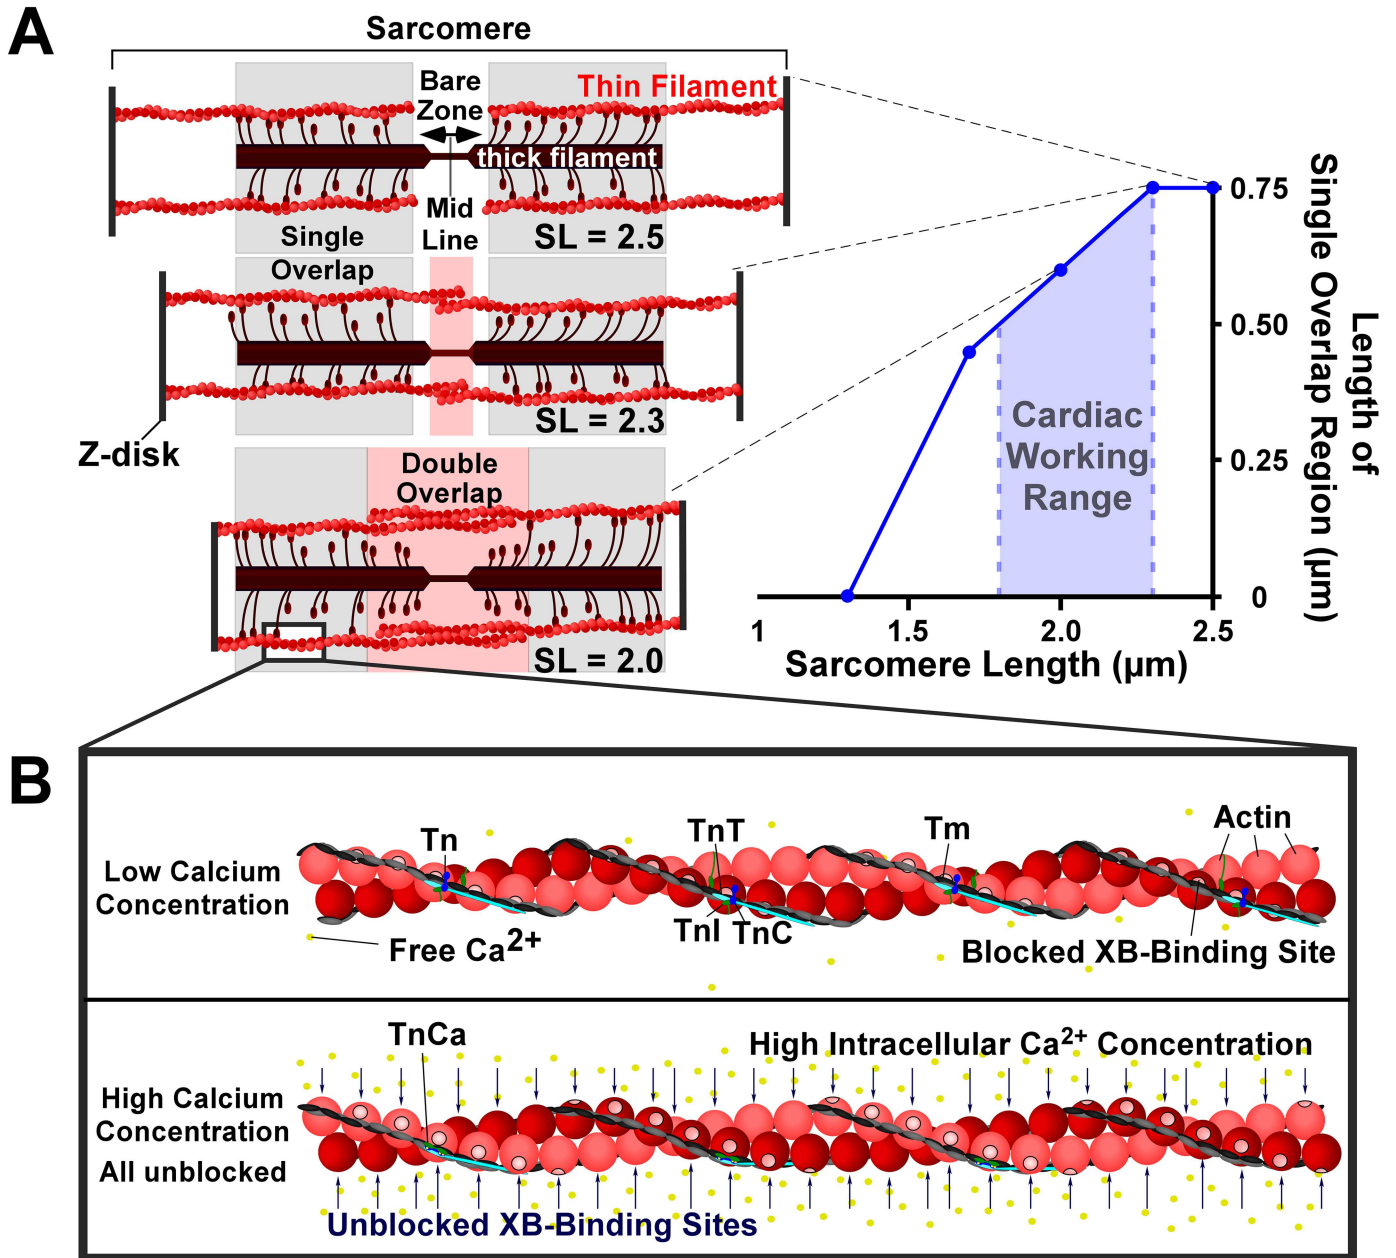 A
Sarcomere
Bare
Zone
Thin Filament
thick filament
Mid
Line
Single
Overlap
SL = 2.5
SL = 2.3
Z-disk
Double
Overlap
SL = 2.0
0.75
0.50
0.25
0
1
1.5
2.0
2.5
Sarcomere Length (µm)
Length of
Single Overlap Region (µm)
Cardiac
Working
Range
B
Low Calcium
Concentration
Tn
TnT
Tm
Actin
TnI
TnC
Free Ca2+
Blocked XB-Binding Site
TnCa
High Intracellular Ca2+ Concentration
High Calcium
Concentration
All unblocked
Unblocked XB-Binding Sites